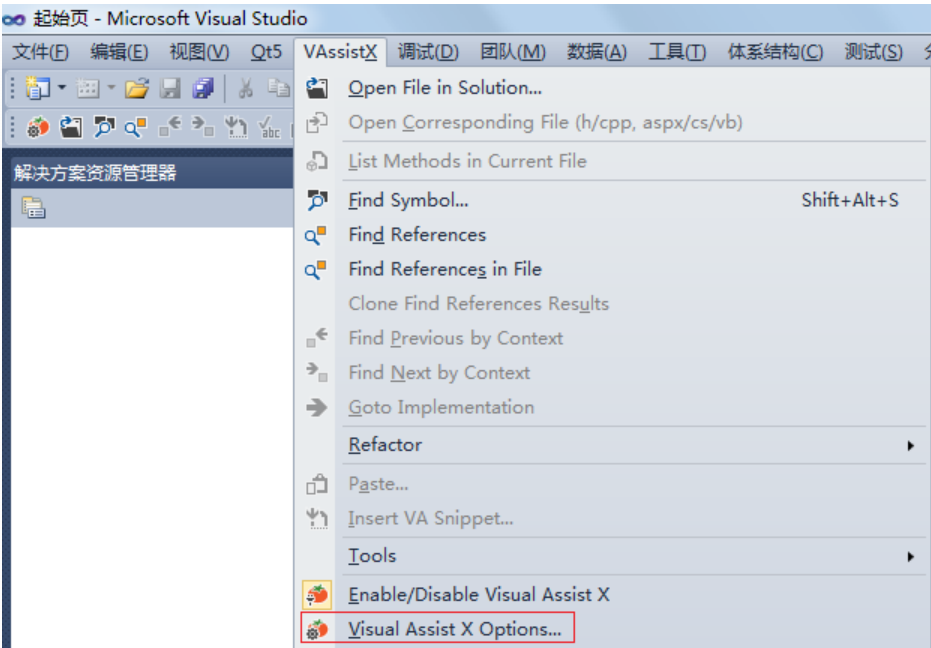 起始页 - Microsoft Visual Studio
文件(F) 编辑(E) 视图(V) Qt5 VAssistX 调试(D) 团队(M) 数据(A) 工具(T) 体系结构(C) 测试(S)
Open File in Solution...
Open Corresponding File (h/cpp, aspx/cs/vb)
abc
List Methods in Current File
解决方案资源管理器
Find Symbol... Shift+Alt+S
Find References
Find References in File
Clone Find References Results
Find Previous by Context
Find Next by Context
Goto Implementation
Refactor
Paste...
Insert VA Snippet...
Tools
Enable/Disable Visual Assist X
Visual Assist X Options...